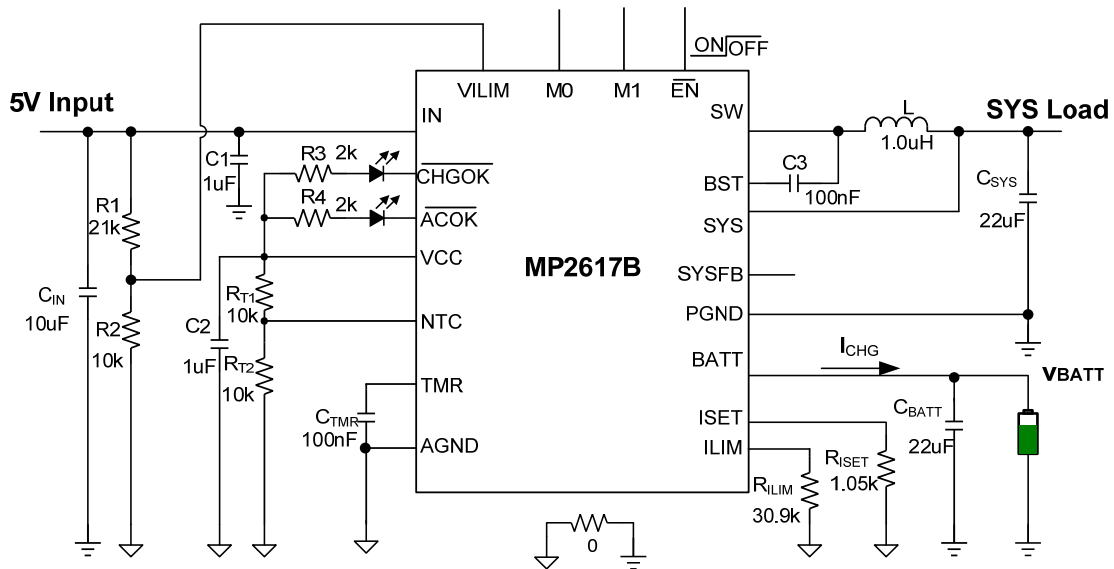 ON OFF
VILIM M0 M1 EN
5V Input
IN
SW
L
1.0uH
SYS Load
C1
1uF
R3 2k
CHGOK
R4 2k
ACOK
C3
100nF
BST
SYS
CSYS
22uF
R1
21k
VCC
MP2617B
SYSFB
CIN
10uF
RT1
10k
R2
10k
C2
1uF
NTC
PGND
RT2
10k
BATT
ICHG
VBATT
TMR
CTMR
100nF
AGND
ISET
ILIM
CBATT
22uF
RISET
1.05k
RILIM
30.9k
0